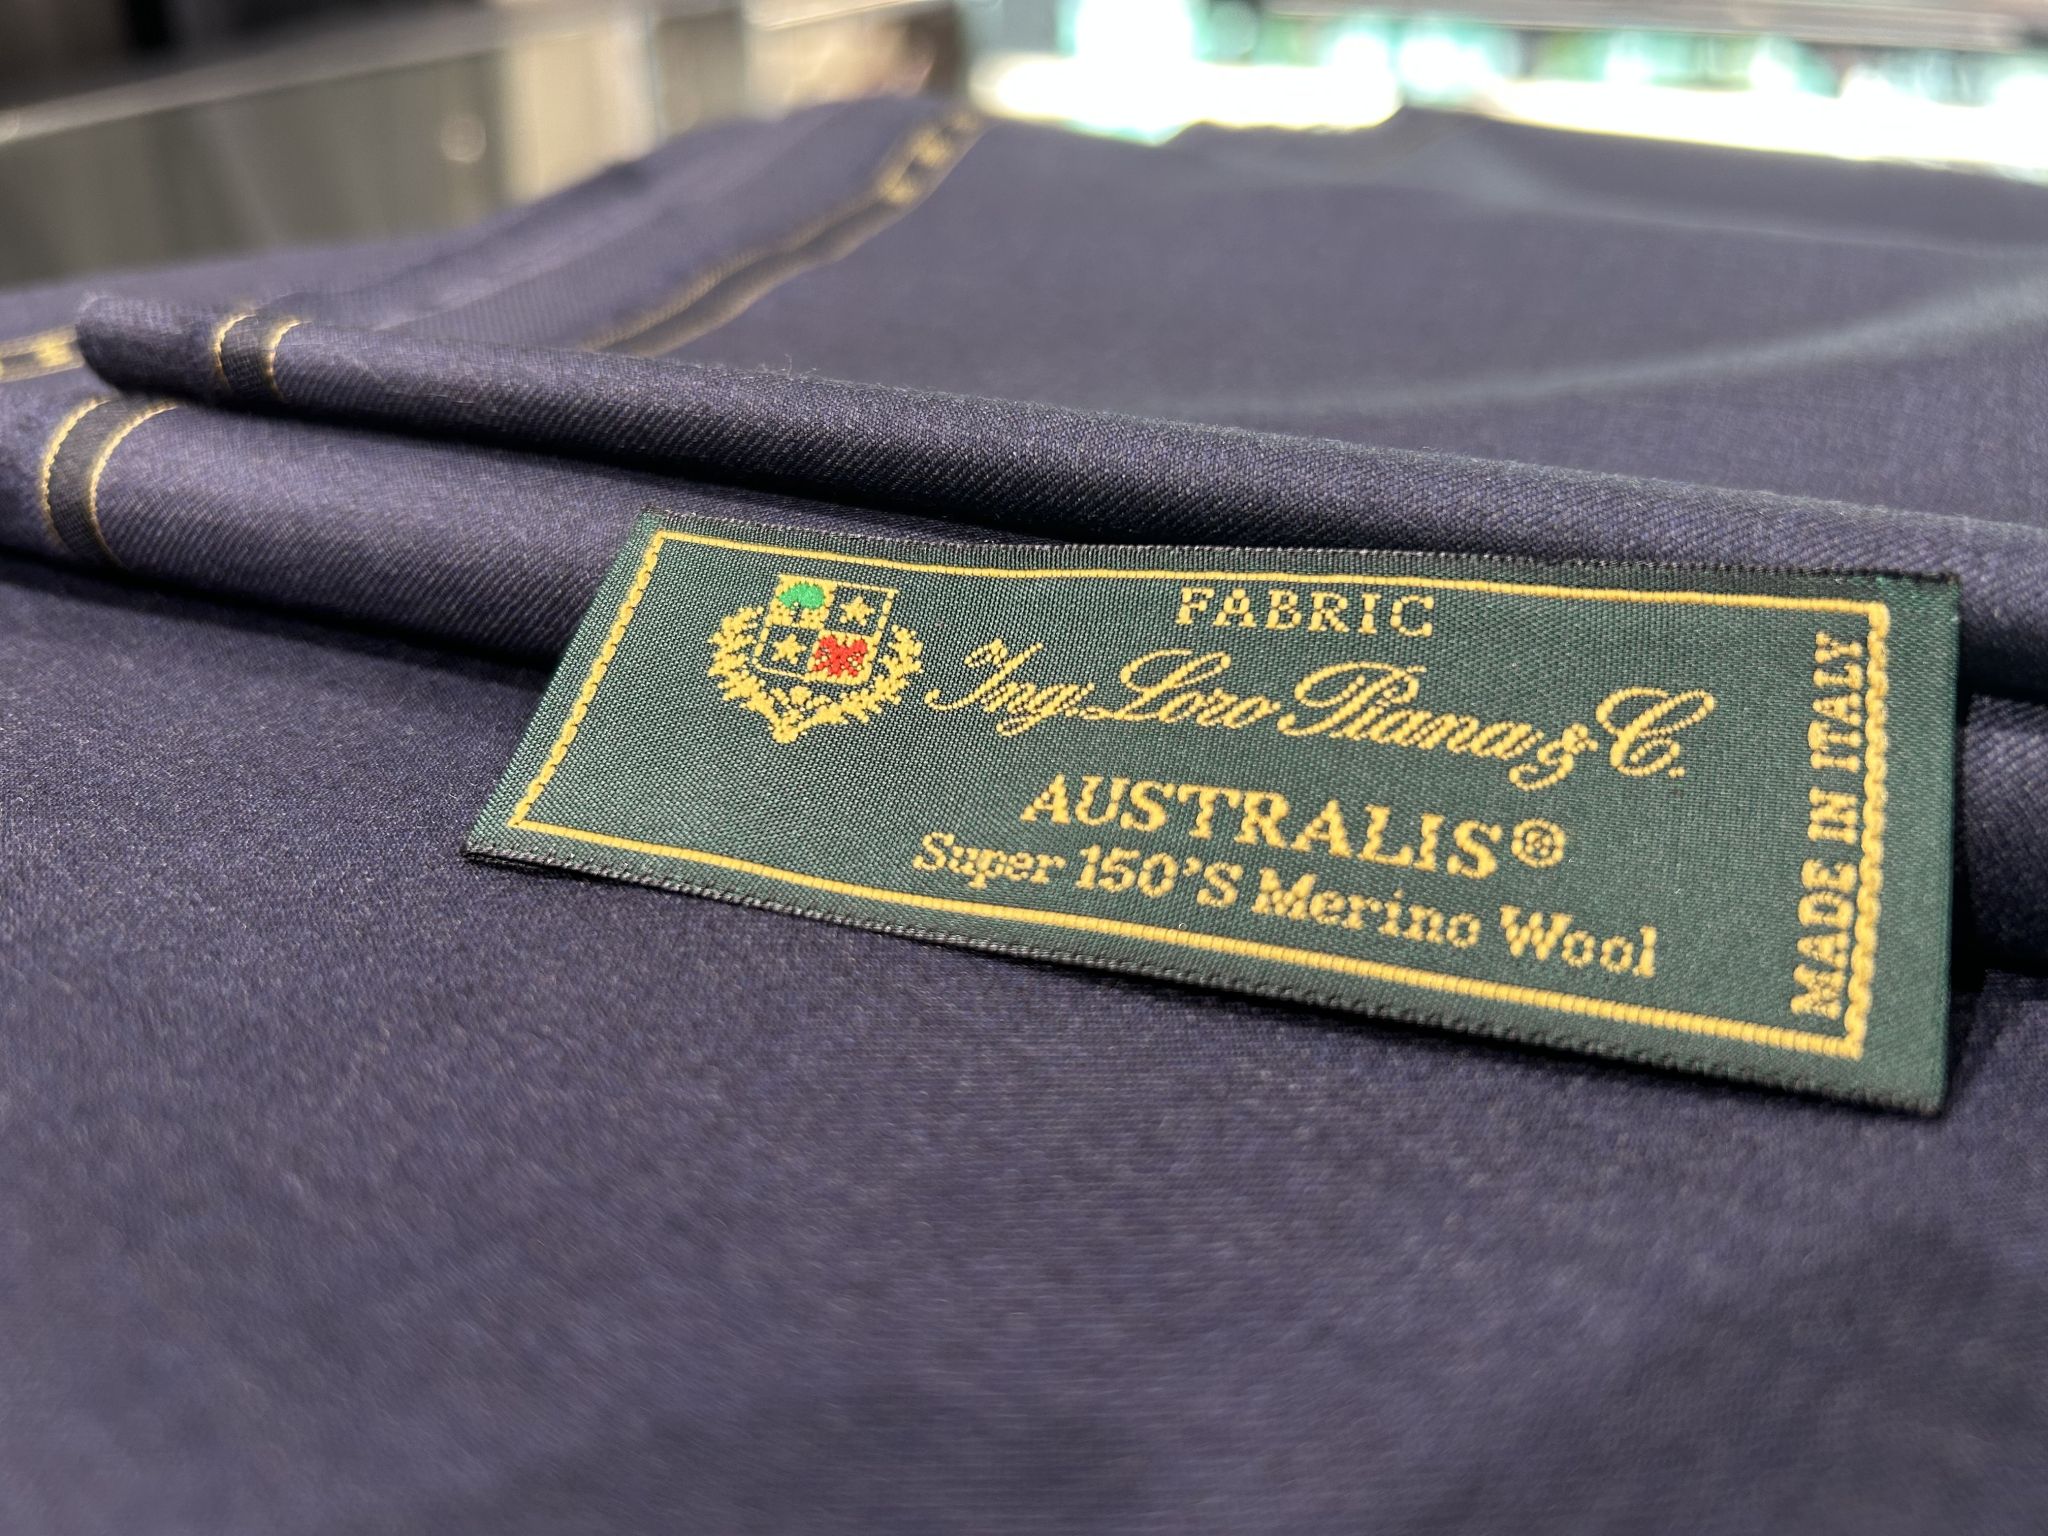 FABRIC
Ing. Loro Piana & C.
AUSTRALIS®
Super 150'S Merino Wool
MADE IN ITALY